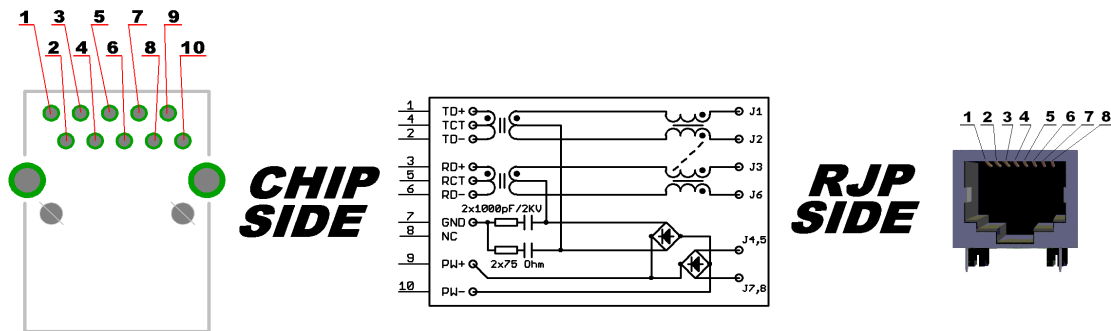 1 3 5 7 9
2 4 6 8 10
CHIP
SIDE
1 TD+ J1
4 TCT
2 TD- J2
3 RD+ J3
5 RCT
6 RD- J6
2x1000pF/2KV
7 GND
8 NC
J4,5
2x75 Ohm
9 PW+
J7,8
10 PW-
RJP
SIDE
1 2 3 4 5 6 7 8